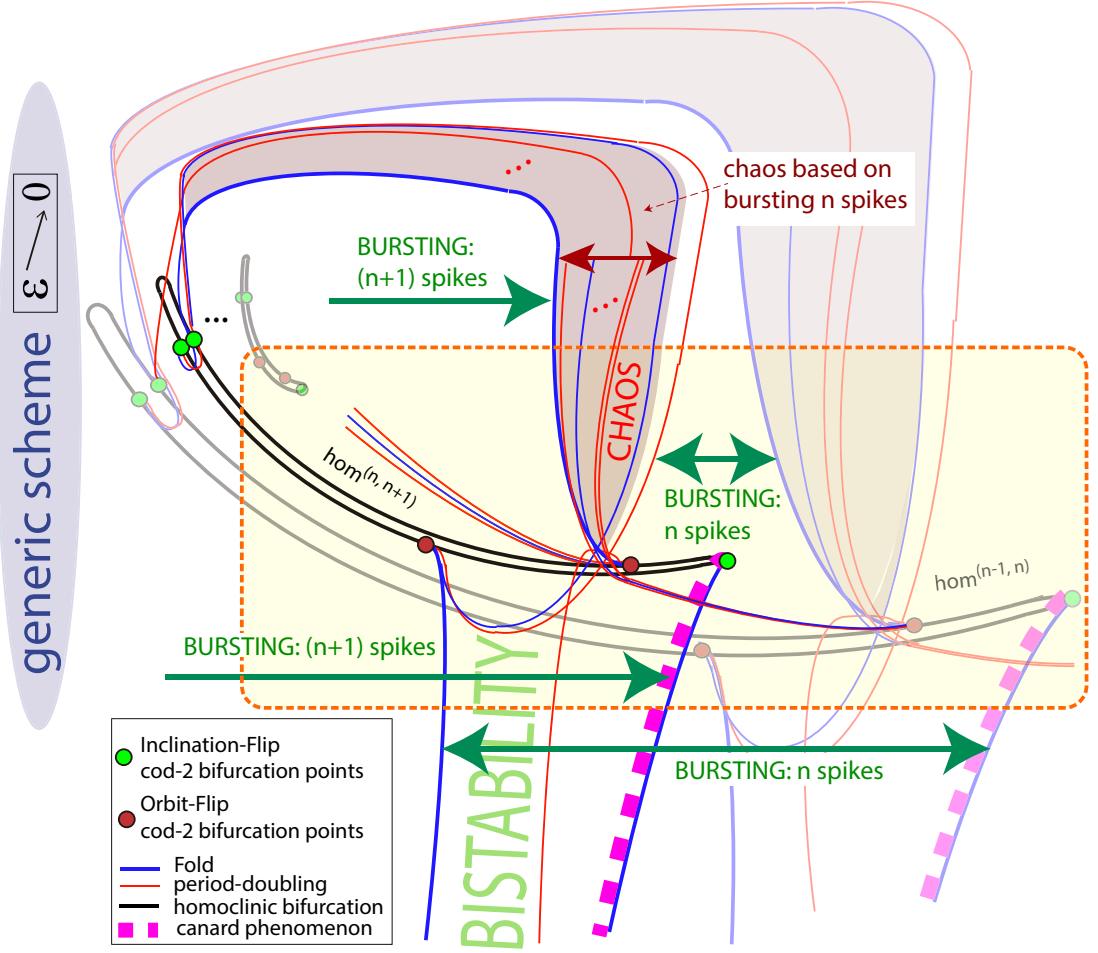 generic scheme ε → 0
chaos based on
bursting n spikes
BURSTING:
(n+1) spikes
...
...
...
CHAOS
hom(n, n+1)
BURSTING:
n spikes
hom(n-1, n)
BURSTING: (n+1) spikes
BISTABILITY
BURSTING: n spikes
Inclination-Flip
cod-2 bifurcation points
Orbit-Flip
cod-2 bifurcation points
Fold
period-doubling
homoclinic bifurcation
canard phenomenon